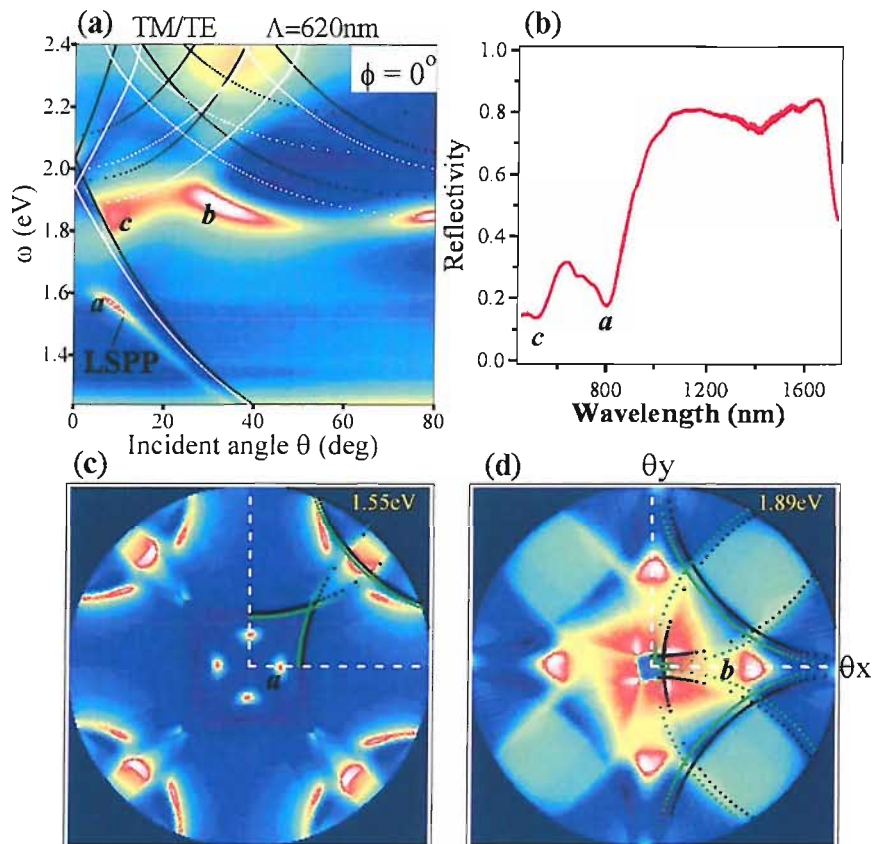 (a) TM/TE Λ=620nm
ϕ = 0°
2.4
2.2
2.0
1.8
1.6
1.4
ω (eV)
c
b
a
LSPP
0 20 40 60 80
Incident angle θ (deg)
(b)
1.0
0.8
0.6
0.4
0.2
0.0
Reflectivity
c
a
800 1200 1600
Wavelength (nm)
(c)
1.55eV
a
(d)
θy
1.89eV
b
θx